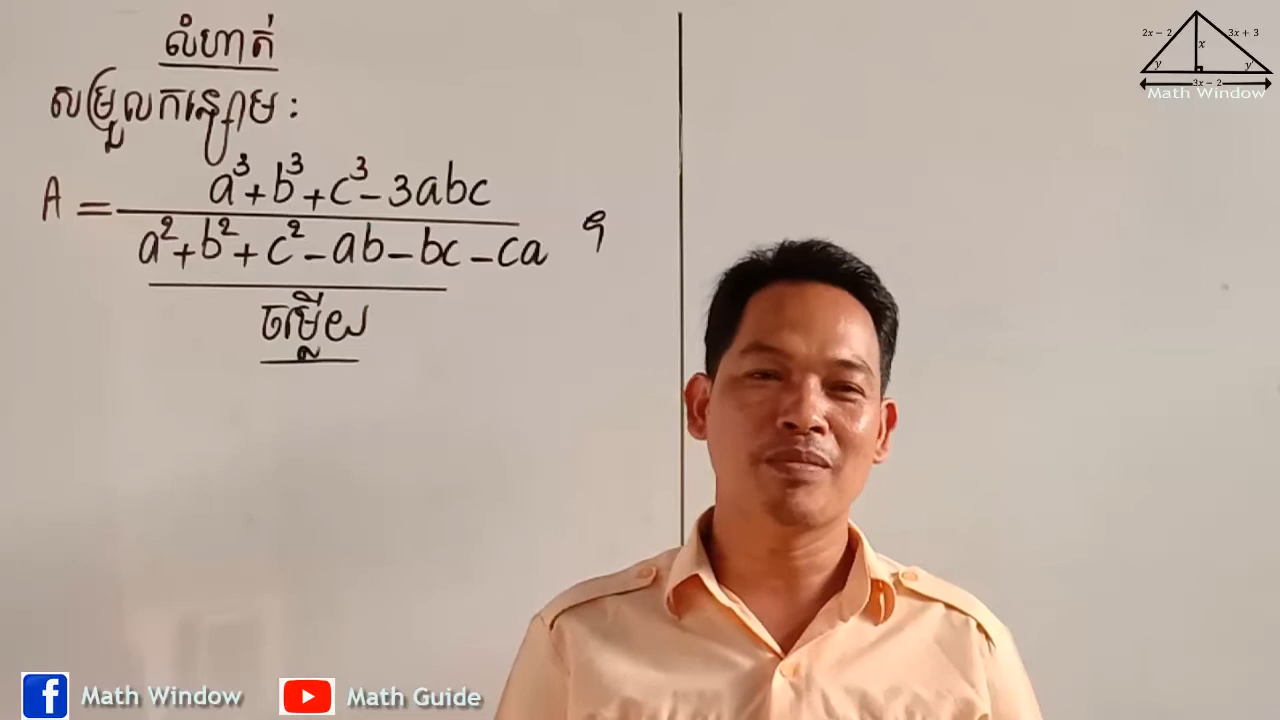 លំហាត់
សម្រួលកន្សោម :
A = \frac{a³+b³+c³-3abc}{a²+b²+c²-ab-bc-ca} ។
ចម្លើយ
2x − 2
3x + 3
x
y
y'
3x − 2
Math Window
Math Window
Math Guide